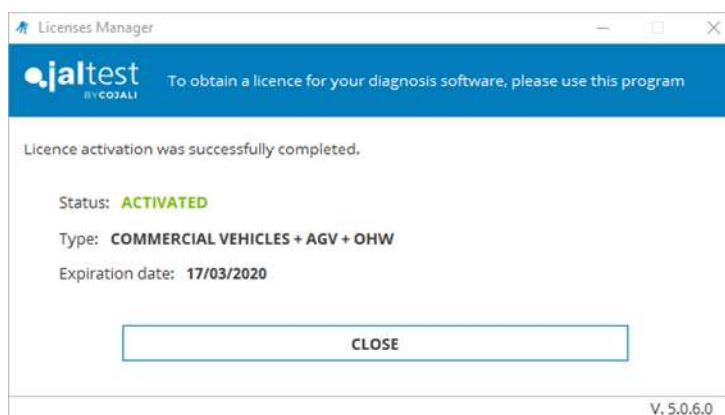 Licenses Manager
jaltest
BY COJALI
To obtain a licence for your diagnosis software, please use this program
Licence activation was successfully completed.
Status: ACTIVATED
Type: COMMERCIAL VEHICLES + AGV + OHW
Expiration date: 17/03/2020
CLOSE
V. 5.0.6.0